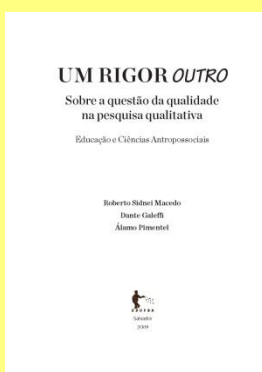 UM RIGOR OUTRO
Sobre a questão da qualidade
na pesquisa qualitativa
Educação e Ciências Antropossociais
Roberto Sidnei Macedo
Dante Galeffi
Álamo Pimentel
EDUFBA
Salvador
2009